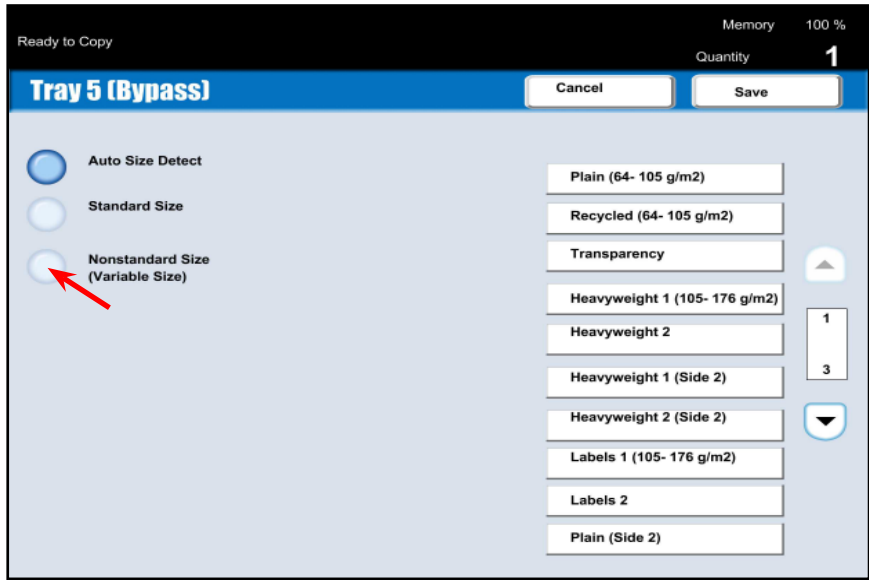 Memory 100 %
Ready to Copy
Quantity 1
Tray 5 (Bypass)
Cancel
Save
Auto Size Detect
Standard Size
Nonstandard Size
(Variable Size)
Plain (64- 105 g/m2)
Recycled (64- 105 g/m2)
Transparency
Heavyweight 1 (105- 176 g/m2)
Heavyweight 2
Heavyweight 1 (Side 2)
Heavyweight 2 (Side 2)
Labels 1 (105- 176 g/m2)
Labels 2
Plain (Side 2)
1
3